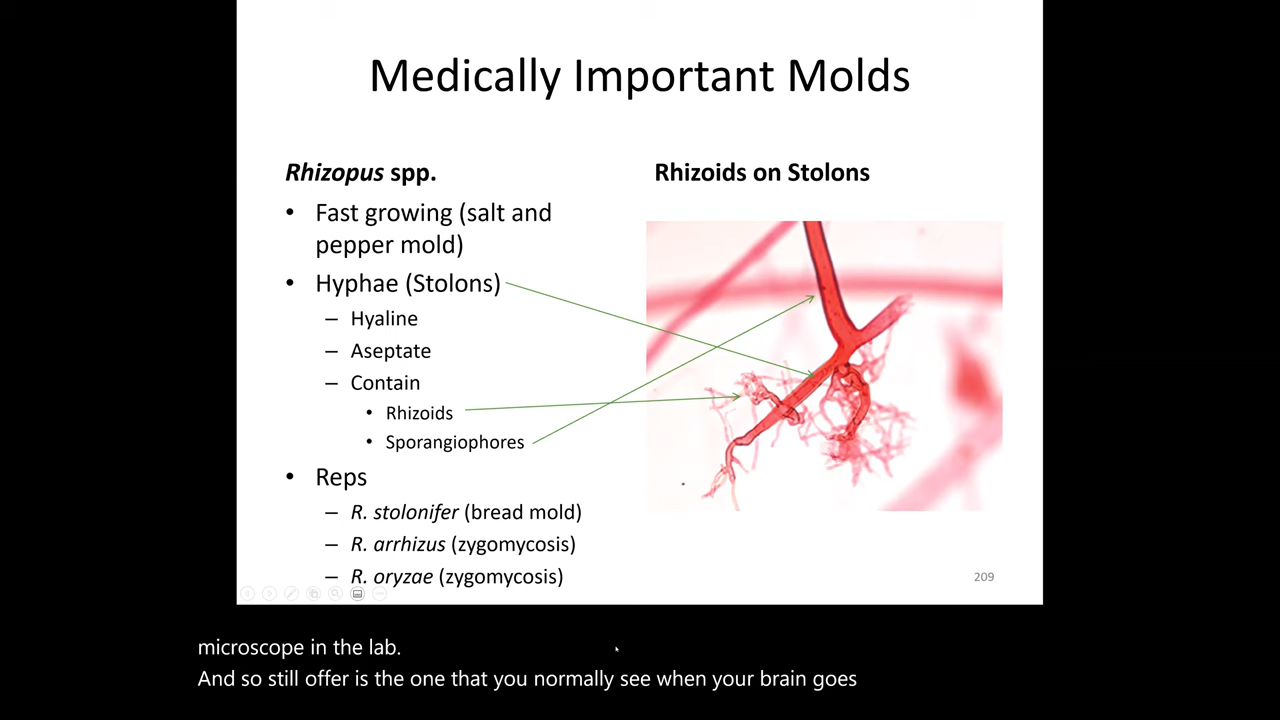 Medically Important Molds
Rhizopus spp.
• Fast growing (salt and
pepper mold)
• Hyphae (Stolons)
– Hyaline
– Aseptate
– Contain
• Rhizoids
• Sporangiophores
• Reps
– R. stolonifer (bread mold)
– R. arrhizus (zygomycosis)
– R. oryzae (zygomycosis)
Rhizoids on Stolons
209
microscope in the lab.
And so still offer is the one that you normally see when your brain goes